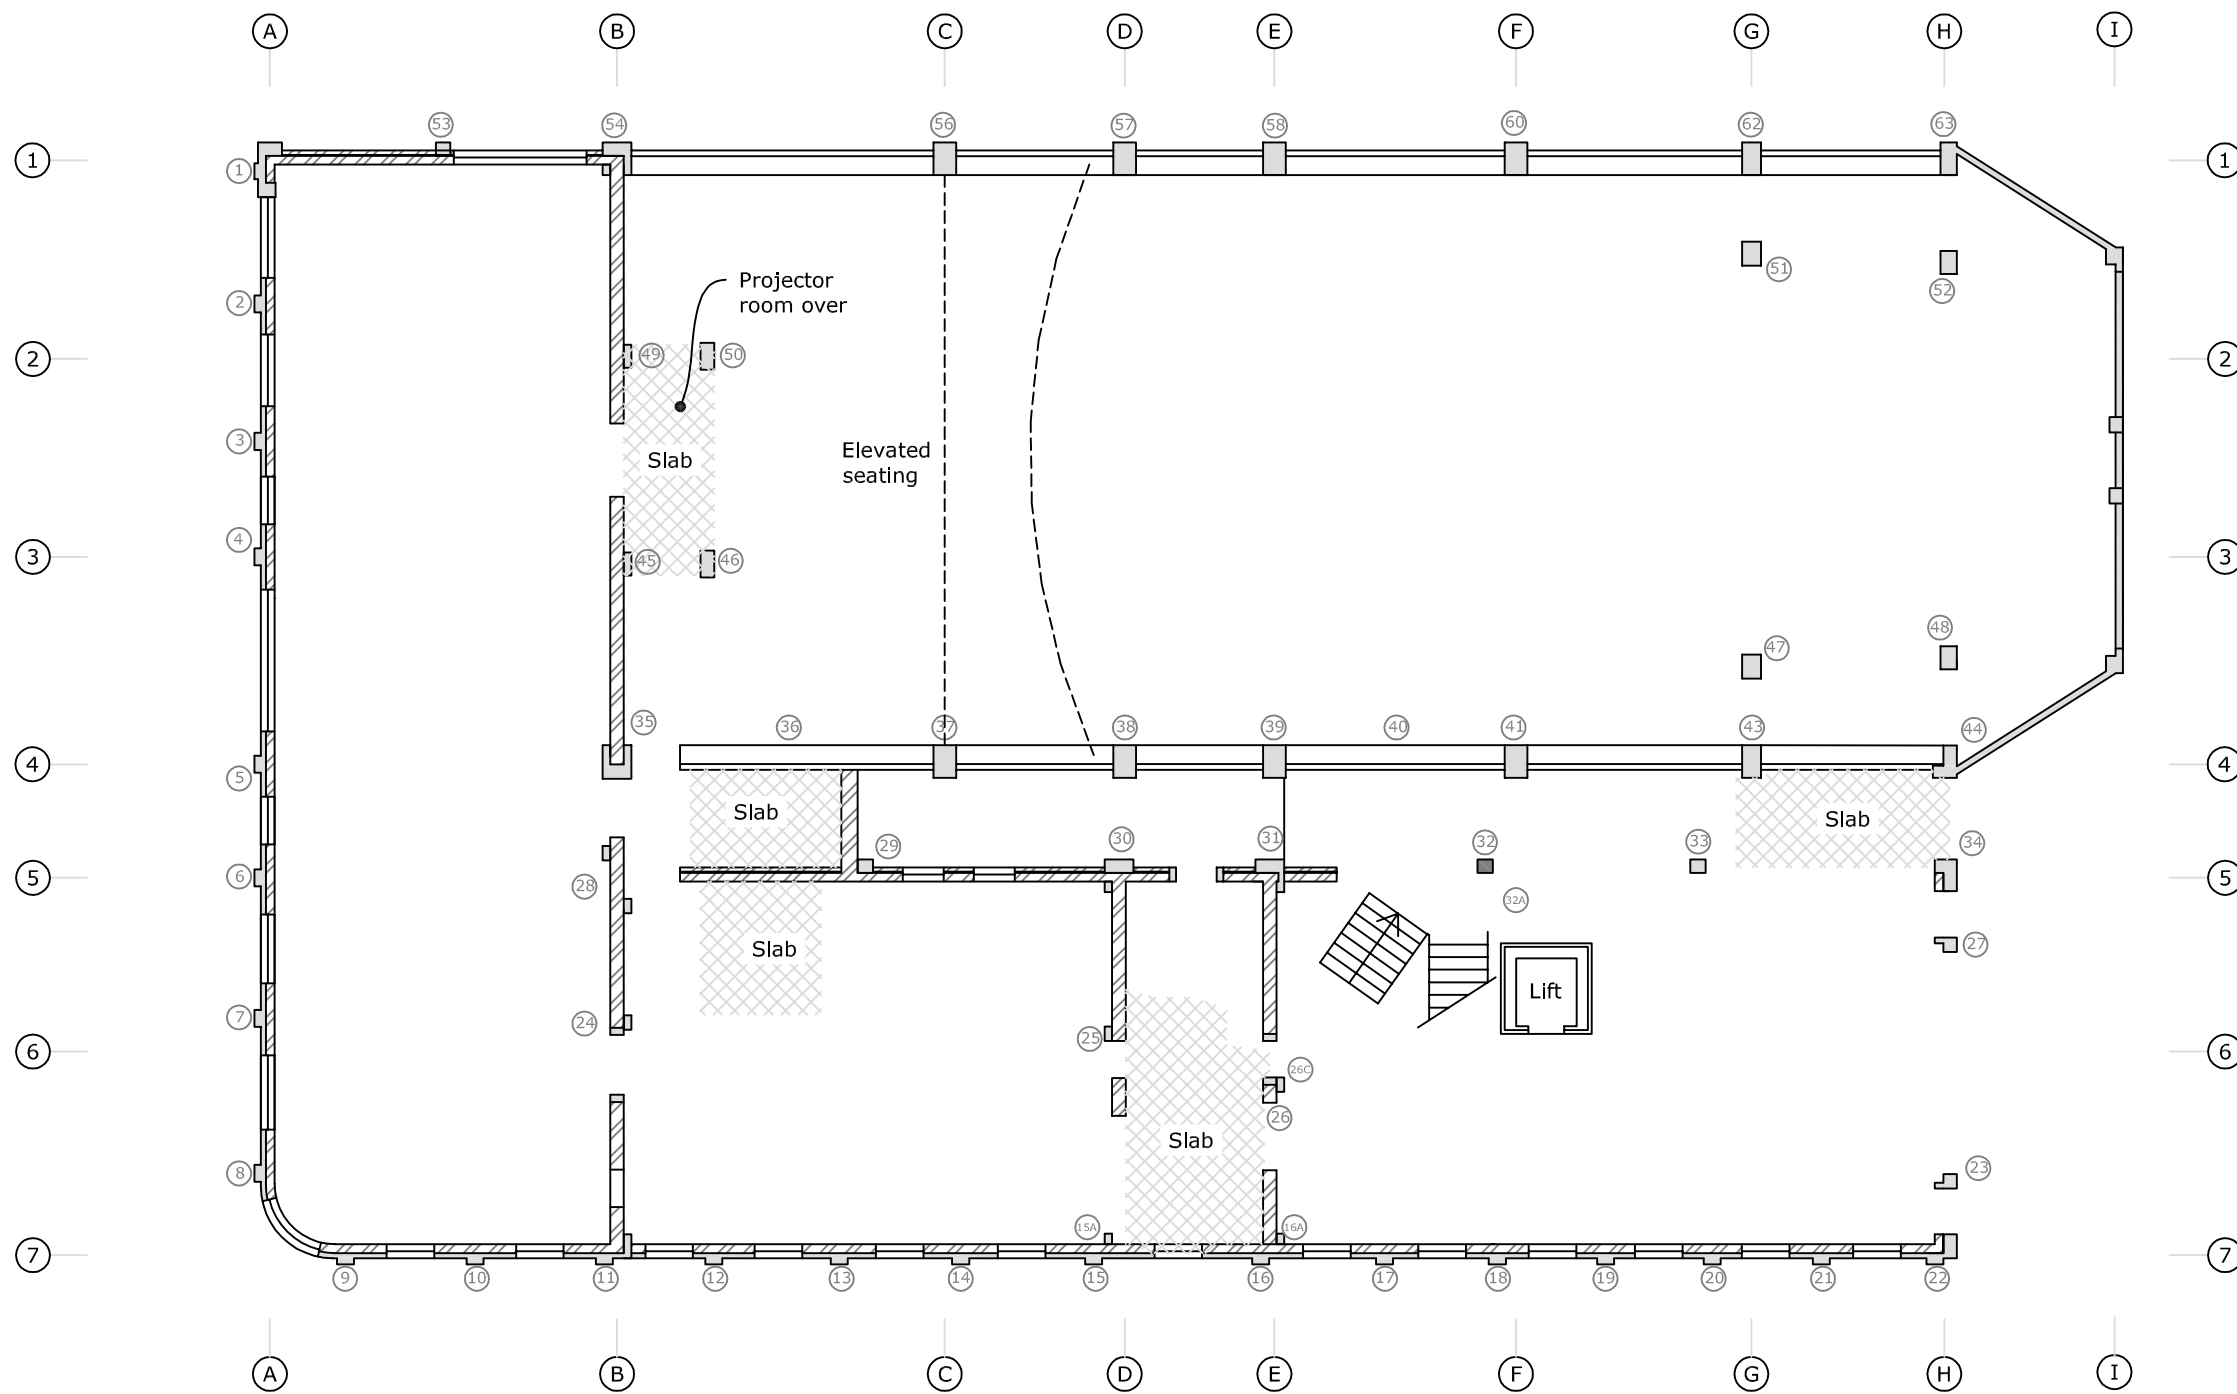 A B C D E F G H I
53 54 56 57 58 60 62 63
1 1
1
51
52
2
Projector
room over
2 2
49 50
3
Elevated
seating
Slab
4
3 3
45 46
48
47
35 36 37 38 39 40 41 43 44
4 4
5
Slab
Slab
29 30 31 32 33 34
6
5 5
28
32A
27
Slab
Lift
7
24
25
6 6
26C
26
Slab
8
23
15A 16A
7 7
9 10 11 12 13 14 15 16 17 18 19 20 21 22
A B C D E F G H I